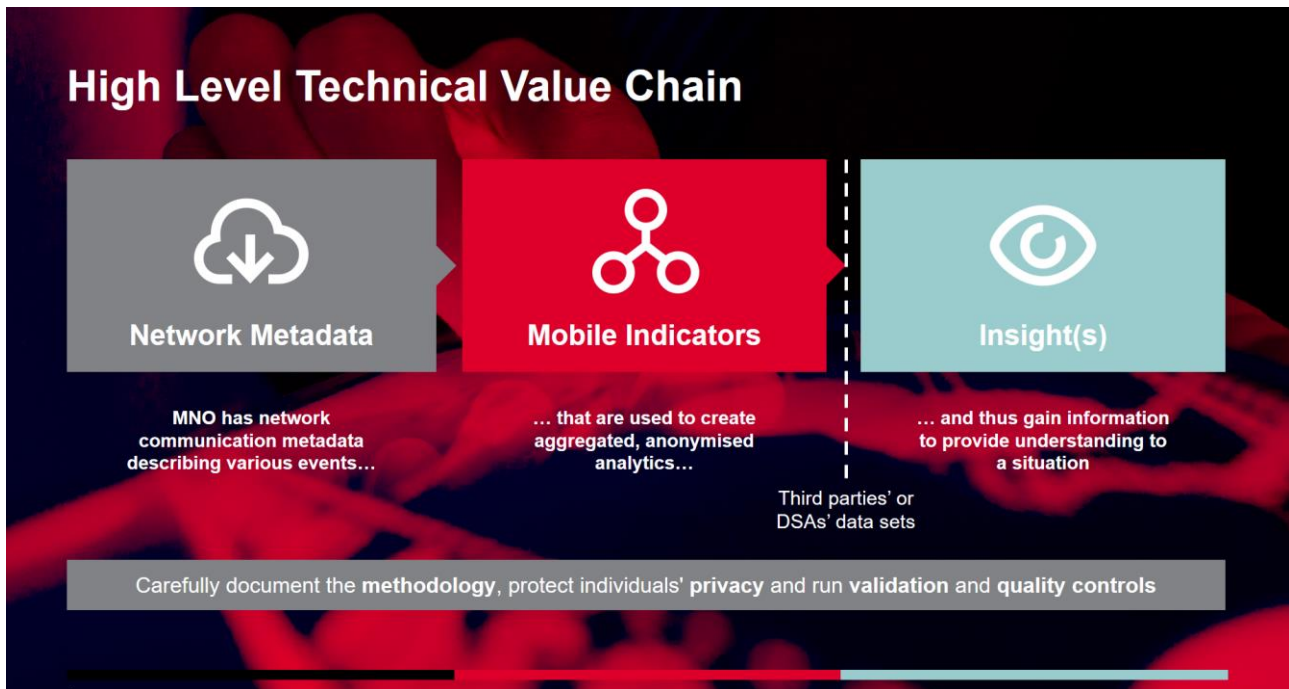 High Level Technical Value Chain
Network Metadata
MNO has network
communication metadata
describing various events…
Mobile Indicators
… that are used to create
aggregated, anonymised
analytics…
Third parties’ or
DSAs’ data sets
Insight(s)
… and thus gain information
to provide understanding to
a situation
Carefully document the methodology, protect individuals' privacy and run validation and quality controls